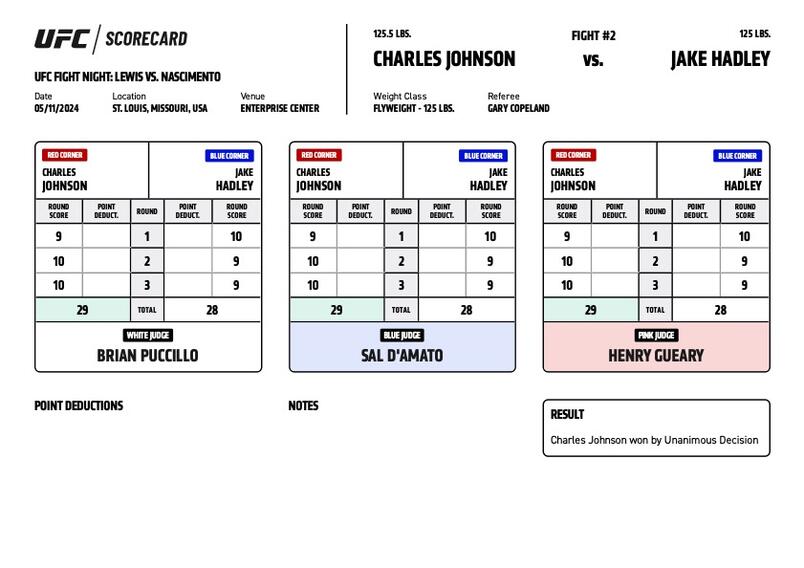 UFC SCORECARD
UFC FIGHT NIGHT: LEWIS VS. NASCIMENTO
Date Location Venue
05/11/2024 ST. LOUIS, MISSOURI, USA ENTERPRISE CENTER
125.5 LBS. FIGHT #2 125 LBS.
CHARLES JOHNSON vs. JAKE HADLEY
Weight Class Referee
FLYWEIGHT - 125 LBS. GARY COPELAND
RED CORNER BLUE CORNER
CHARLES JAKE
JOHNSON HADLEY
ROUND POINT ROUND POINT ROUND
SCORE DEDUCT. DEDUCT. SCORE
9 1 10
10 2 9
10 3 9
29 TOTAL 28
WHITE JUDGE
BRIAN PUCCILLO
RED CORNER BLUE CORNER
CHARLES JAKE
JOHNSON HADLEY
ROUND POINT ROUND POINT ROUND
SCORE DEDUCT. DEDUCT. SCORE
9 1 10
10 2 9
10 3 9
29 TOTAL 28
BLUE JUDGE
SAL D'AMATO
RED CORNER BLUE CORNER
CHARLES JAKE
JOHNSON HADLEY
ROUND POINT ROUND POINT ROUND
SCORE DEDUCT. DEDUCT. SCORE
9 1 10
10 2 9
10 3 9
29 TOTAL 28
PINK JUDGE
HENRY GUEARY
POINT DEDUCTIONS
NOTES
RESULT
Charles Johnson won by Unanimous Decision